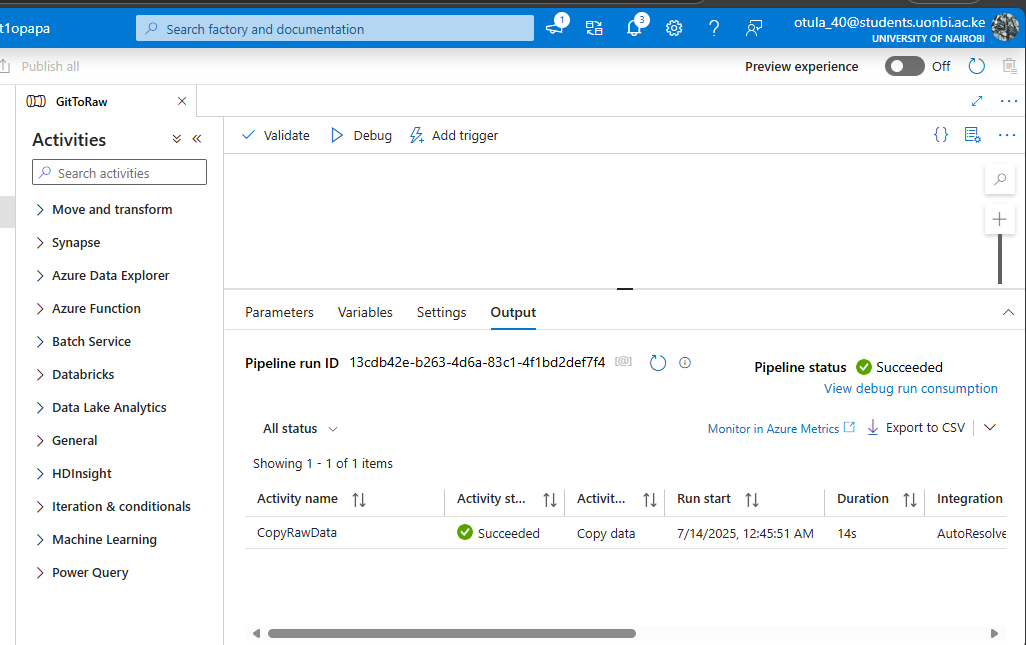 t1opapa
Search factory and documentation
1
3
otula_40@students.uonbi.ac.ke
UNIVERSITY OF NAIROBI
Publish all
Preview experience
Off
GitToRaw
Activities
Search activities
Move and transform
Synapse
Azure Data Explorer
Azure Function
Batch Service
Databricks
Data Lake Analytics
General
HDInsight
Iteration & conditionals
Machine Learning
Power Query
Validate
Debug
Add trigger
{}
Parameters
Variables
Settings
Output
Pipeline run ID 13cdb42e-b263-4d6a-83c1-4f1bd2def7f4
Pipeline status Succeeded
View debug run consumption
All status
Monitor in Azure Metrics
Export to CSV
Showing 1 - 1 of 1 items
Activity name Activity st... Activit... Run start Duration Integration
CopyRawData Succeeded Copy data 7/14/2025, 12:45:51 AM 14s AutoResolve